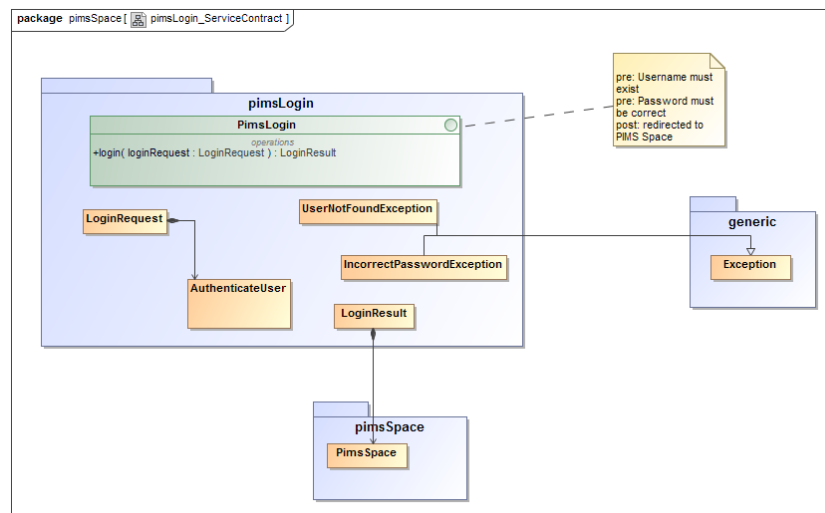 package pimsSpace [ pimsLogin_ServiceContract ]
pimsLogin
PimsLogin
operations
+login( loginRequest : LoginRequest ) : LoginResult
pre: Username must
exist
pre: Password must
be correct
post: redirected to
PIMS Space
LoginRequest
UserNotFoundException
IncorrectPasswordException
AuthenticateUser
LoginResult
generic
Exception
pimsSpace
PimsSpace